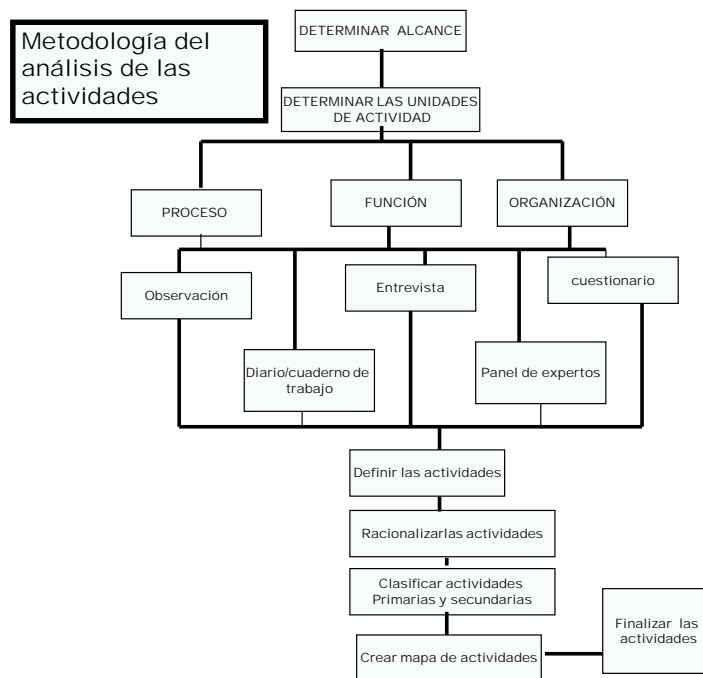 Metodología del
análisis de las
actividades
DETERMINAR ALCANCE
DETERMINAR LAS UNIDADES
DE ACTIVIDAD
PROCESO
FUNCIÓN
ORGANIZACIÓN
Observación
Entrevista
cuestionario
Diario/cuaderno de
trabajo
Panel de expertos
Definir las actividades
Racionalizarlas actividades
Clasificar actividades
Primarias y secundarias
Crear mapa de actividades
Finalizar las
actividades